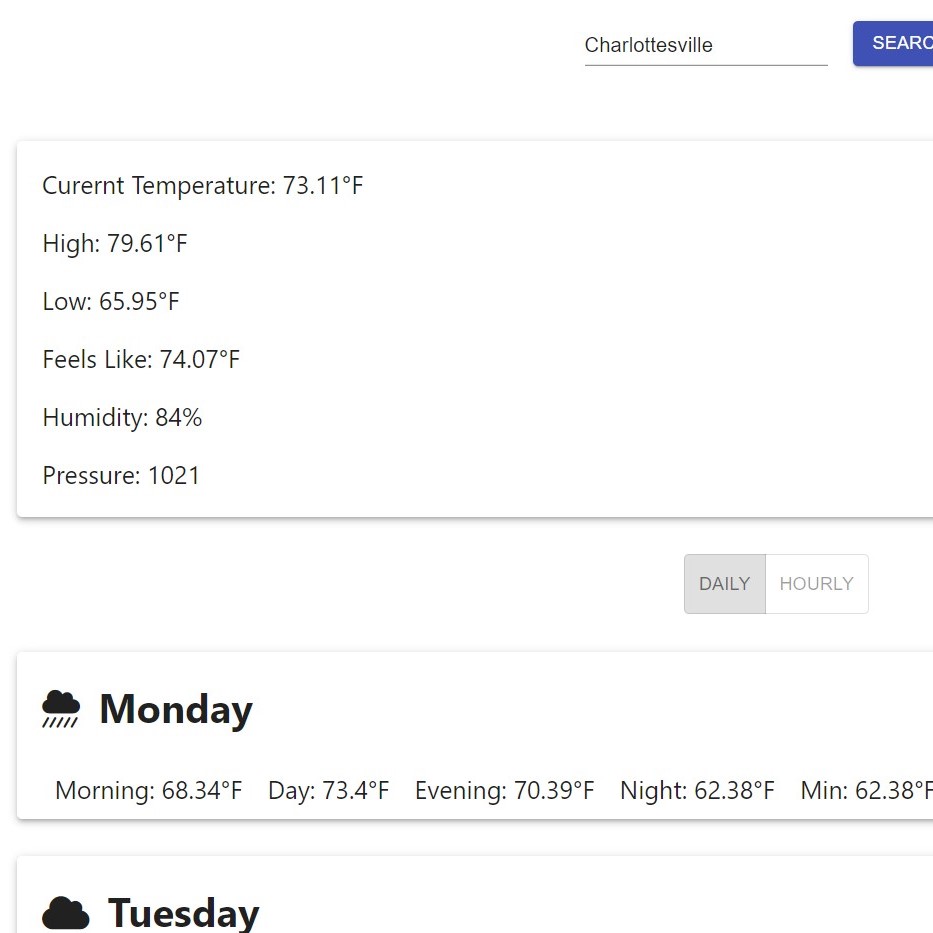 Charlottesville
SEARC
Curernt Temperature: 73.11°F
High: 79.61°F
Low: 65.95°F
Feels Like: 74.07°F
Humidity: 84%
Pressure: 1021
DAILY HOURLY
Monday
Morning: 68.34°F Day: 73.4°F Evening: 70.39°F Night: 62.38°F Min: 62.38°F
Tuesday